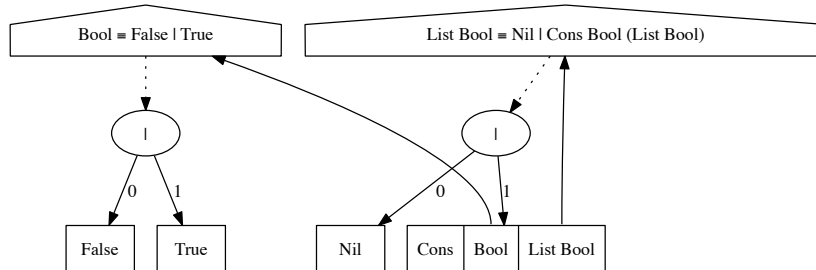 Bool ≡ False | True
List Bool ≡ Nil | Cons Bool (List Bool)
|
|
0
1
0
1
False
True
Nil
Cons
Bool
List Bool